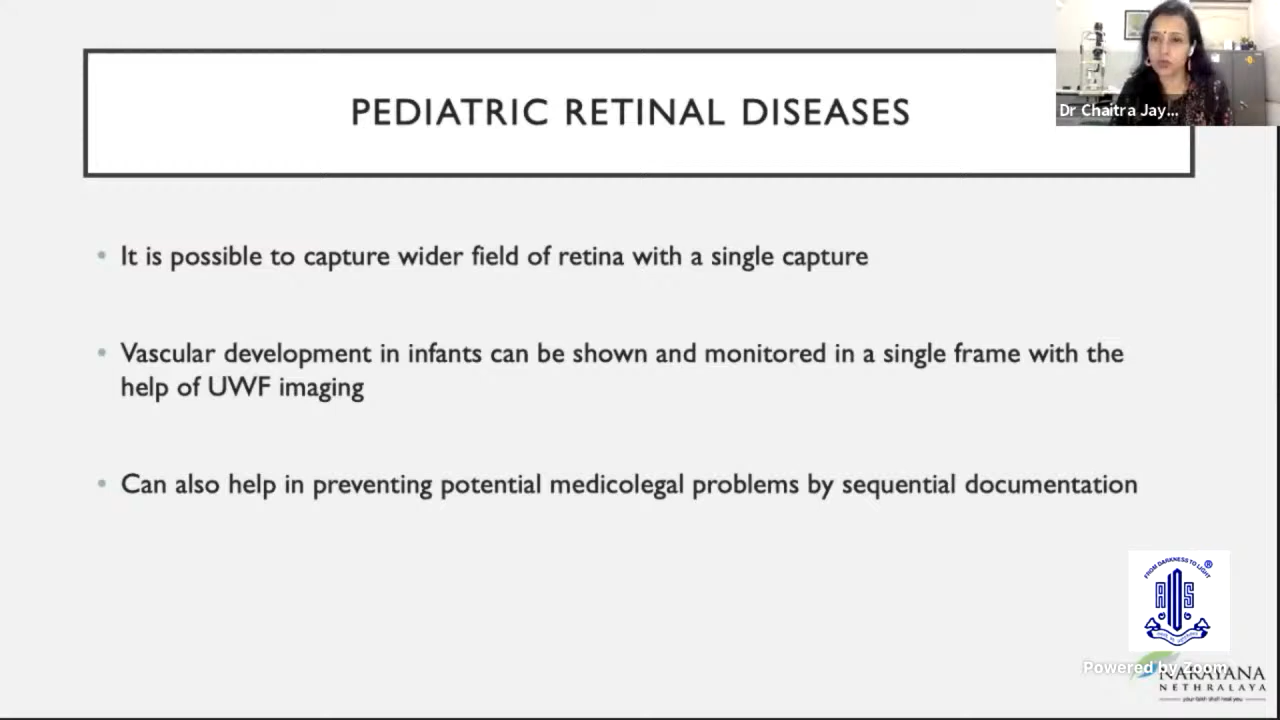 PEDIATRIC RETINAL DISEASES
Dr Chaitra Jay...
• It is possible to capture wider field of retina with a single capture
• Vascular development in infants can be shown and monitored in a single frame with the
help of UWF imaging
• Can also help in preventing potential medicolegal problems by sequential documentation
FROM DARKNESS TO LIGHT ®
AIOS
Powered by Zoom
NARAYANA
NETHRALAYA